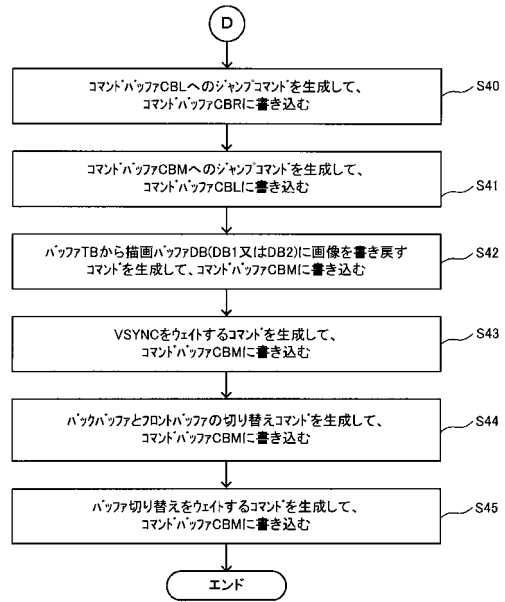 D
コマンドバッファCBLへのジャンプコマンドを生成して、
コマンドバッファCBRに書き込む
S40
コマンドバッファCBMへのジャンプコマンドを生成して、
コマンドバッファCBLに書き込む
S41
バッファTBから描画バッファDB(DB1又はDB2)に画像を書き戻す
コマンドを生成して、コマンドバッファCBMに書き込む
S42
VSYNCをウェイトするコマンドを生成して、
コマンドバッファCBMに書き込む
S43
バックバッファとフロントバッファの切り替えコマンドを生成して、
コマンドバッファCBMに書き込む
S44
バッファ切り替えをウェイトするコマンドを生成して、
コマンドバッファCBMに書き込む
S45
エンド